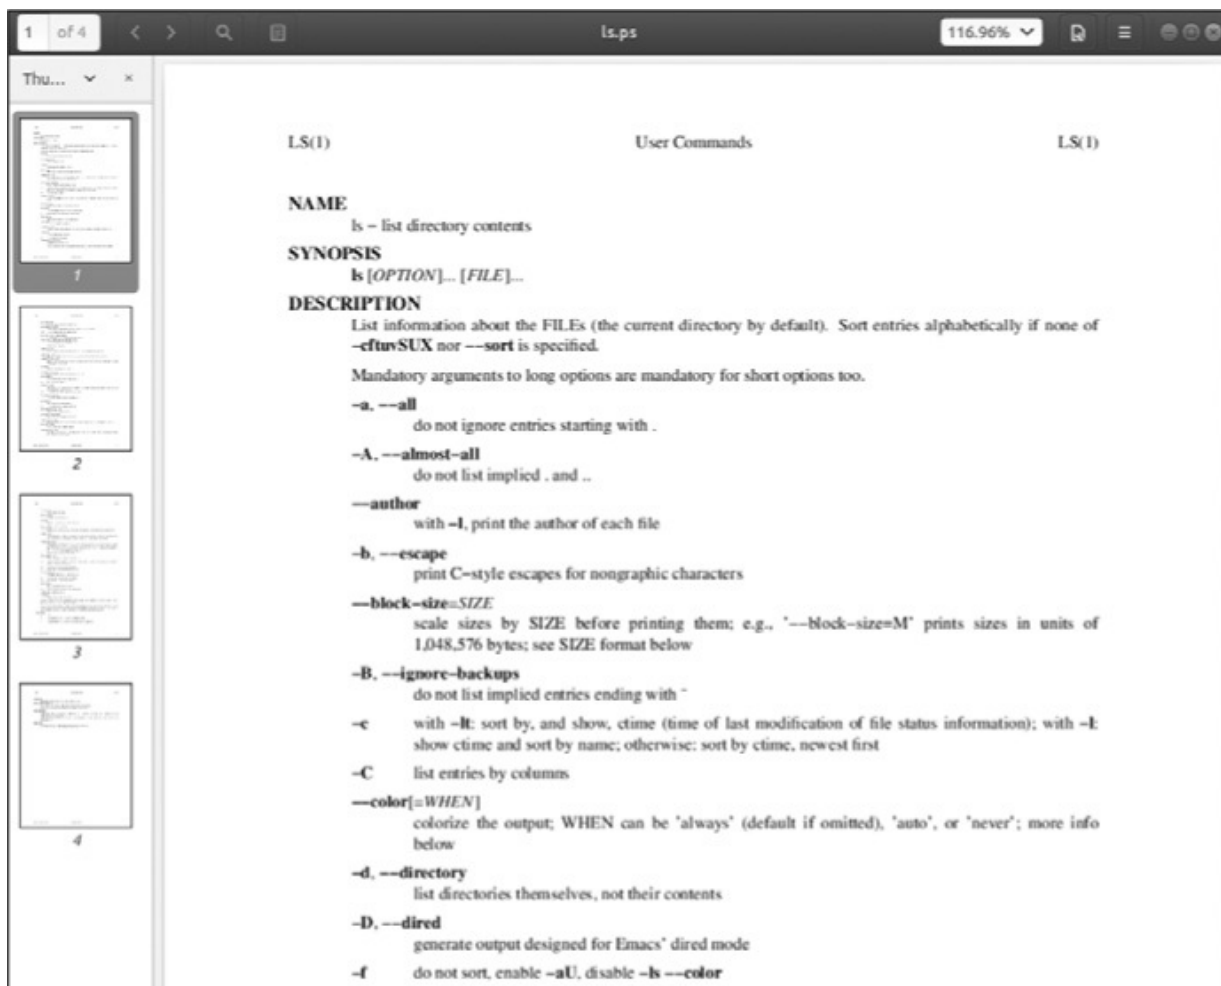 1 of 4
ls.ps
116.96%
Thu...
1
2
3
4
LS(1) User Commands LS(1)
NAME
ls − list directory contents
SYNOPSIS
ls [OPTION]... [FILE]...
DESCRIPTION
List information about the FILEs (the current directory by default). Sort entries alphabetically if none of
−cftuvSUX nor −−sort is specified.
Mandatory arguments to long options are mandatory for short options too.
−a, −−all
do not ignore entries starting with .
−A, −−almost−all
do not list implied . and ..
−−author
with −l, print the author of each file
−b, −−escape
print C−style escapes for nongraphic characters
−−block−size=SIZE
scale sizes by SIZE before printing them; e.g., '−−block−size=M' prints sizes in units of
1,048,576 bytes; see SIZE format below
−B, −−ignore−backups
do not list implied entries ending with ~
−c with −lt: sort by, and show, ctime (time of last modification of file status information); with −l:
show ctime and sort by name; otherwise: sort by ctime, newest first
−C list entries by columns
−−color[=WHEN]
colorize the output; WHEN can be 'always' (default if omitted), 'auto', or 'never'; more info
below
−d, −−directory
list directories themselves, not their contents
−D, −−dired
generate output designed for Emacs' dired mode
−f do not sort, enable −aU, disable −ls −−color